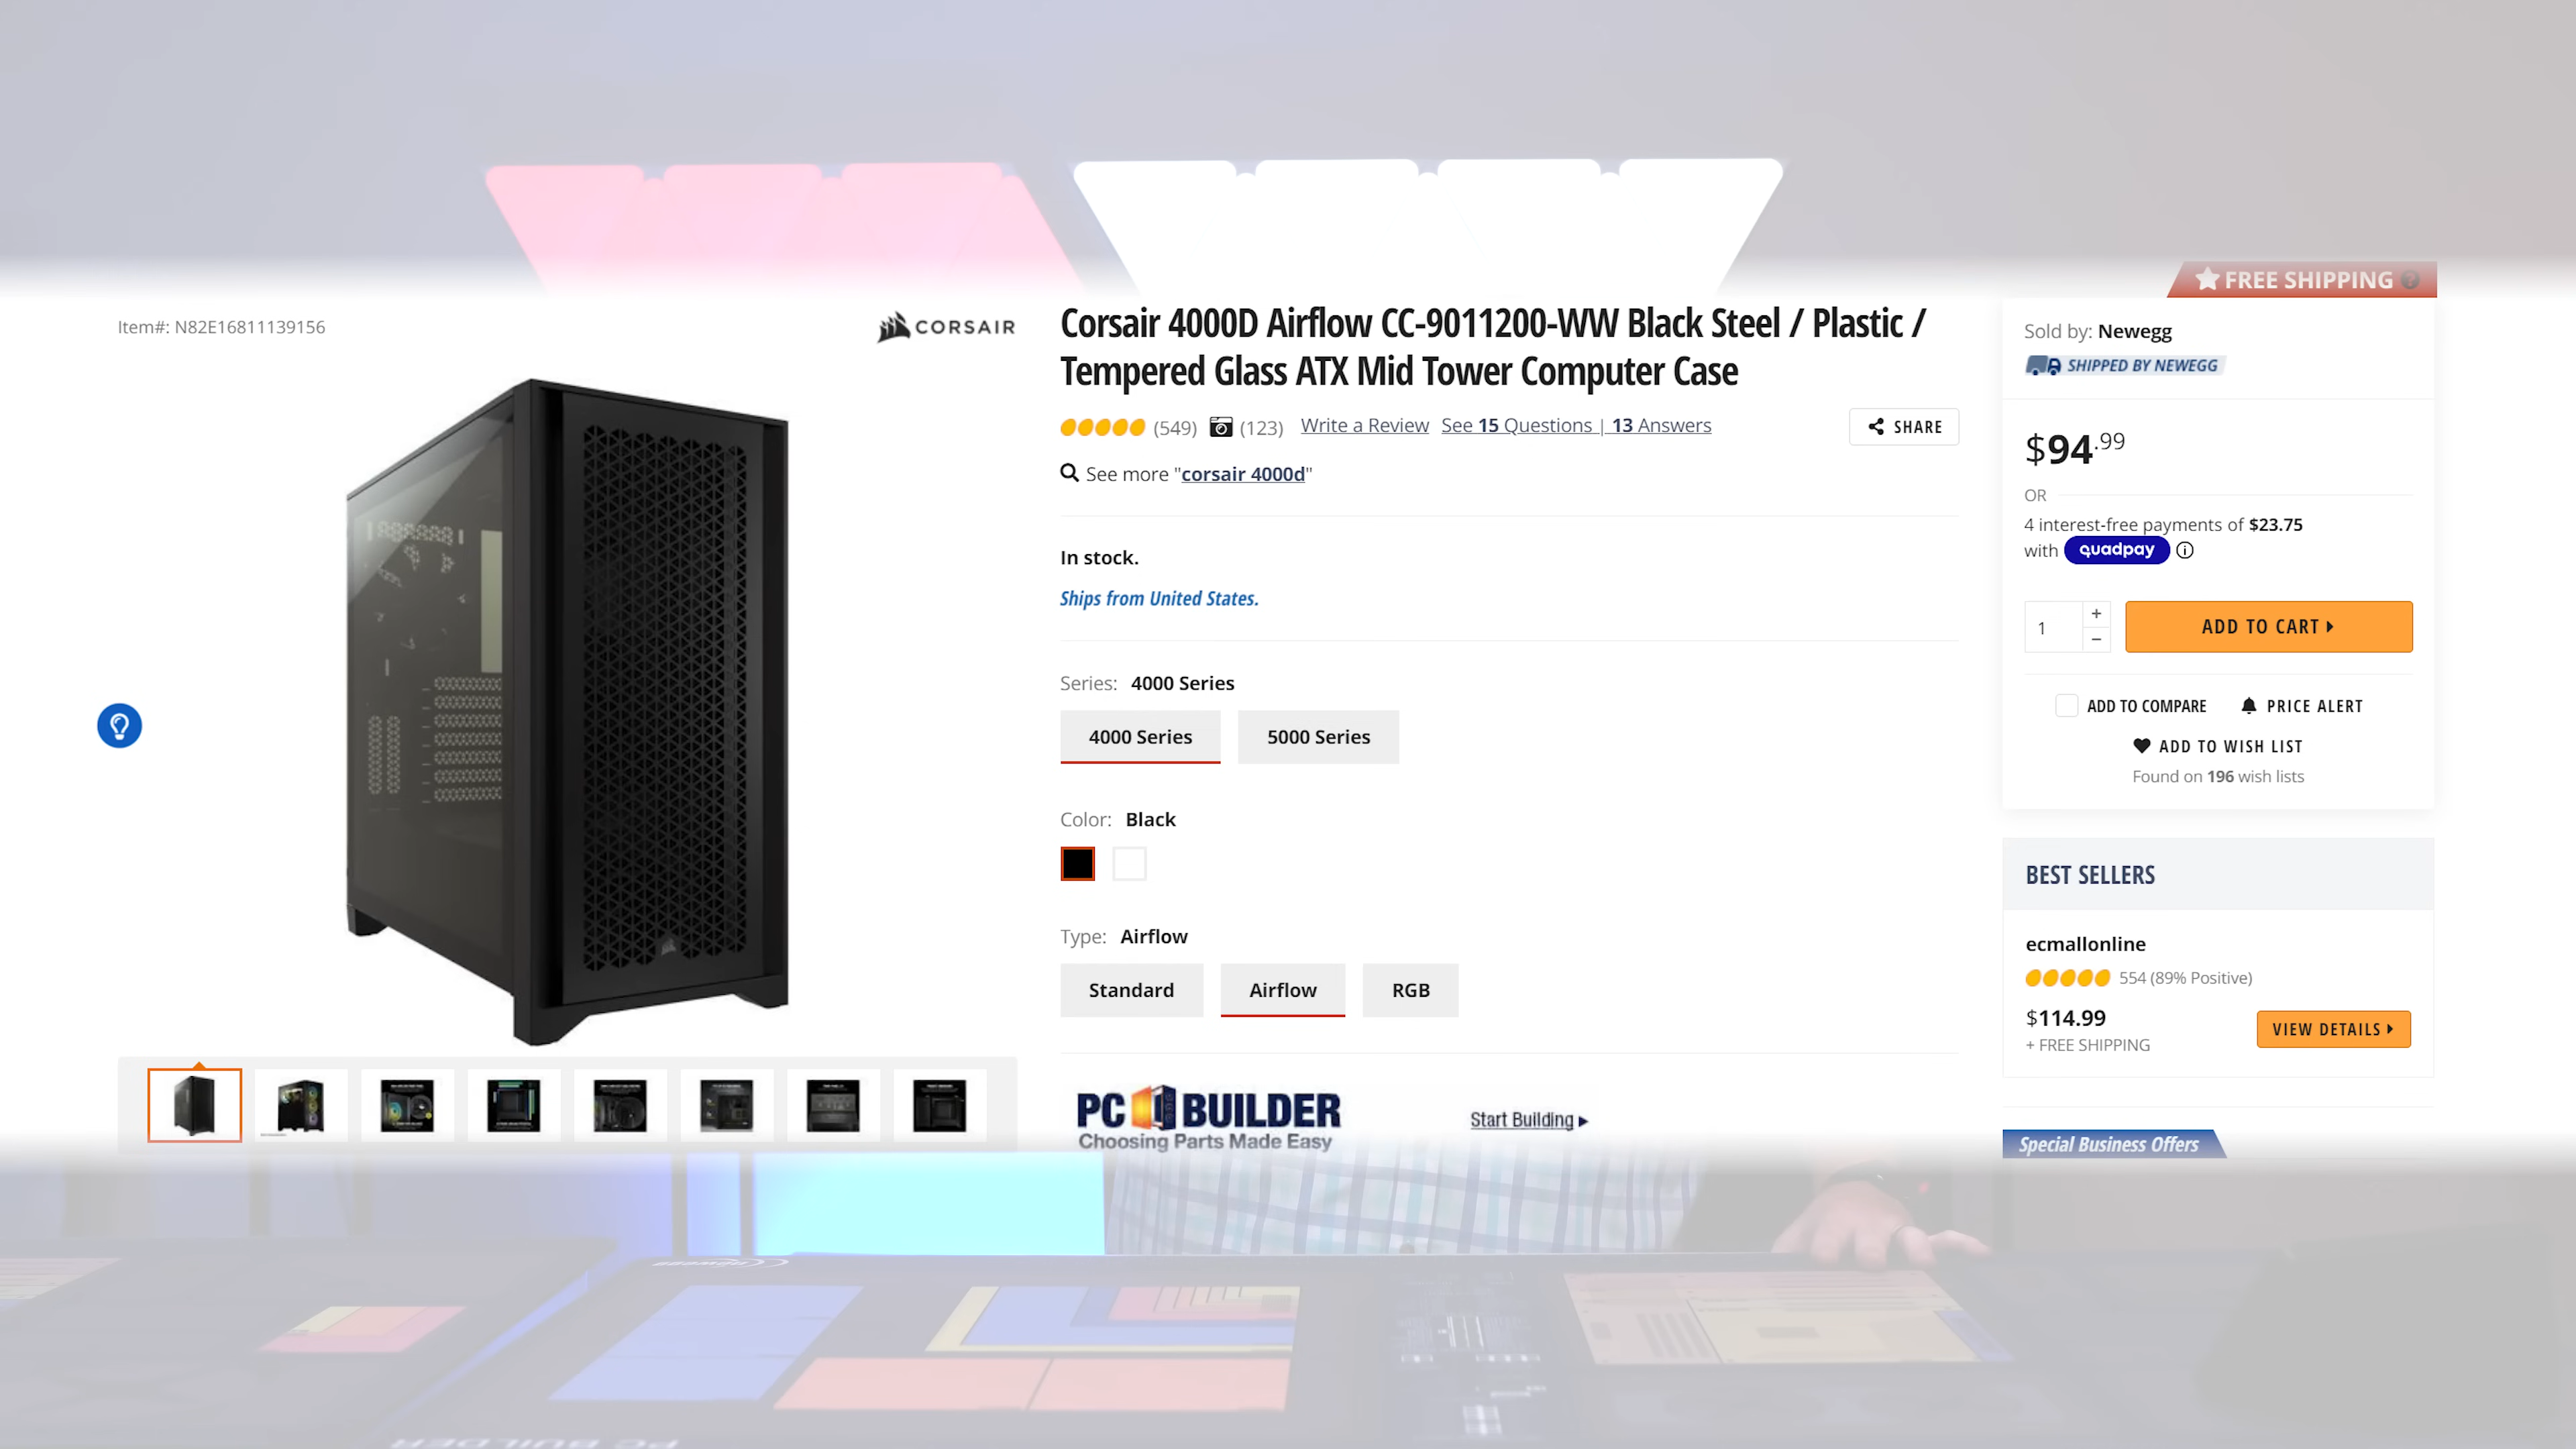 FREE SHIPPING ?
Item#: N82E16811139156
CORSAIR
Corsair 4000D Airflow CC-9011200-WW Black Steel / Plastic /
Tempered Glass ATX Mid Tower Computer Case
(549) (123) Write a Review See 15 Questions | 13 Answers
SHARE
See more "corsair 4000d"
In stock.
Ships from United States.
Series: 4000 Series
4000 Series 5000 Series
Color: Black
Type: Airflow
Standard Airflow RGB
PC BUILDER
Choosing Parts Made Easy
Start Building
Sold by: Newegg
SHIPPED BY NEWEGG
$94.99
OR
4 interest-free payments of $23.75
with quadpay
1 + −
ADD TO CART
ADD TO COMPARE PRICE ALERT
ADD TO WISH LIST
Found on 196 wish lists
BEST SELLERS
ecmallonline
554 (89% Positive)
$114.99
+ FREE SHIPPING
VIEW DETAILS
Special Business Offers
PC BUILDER